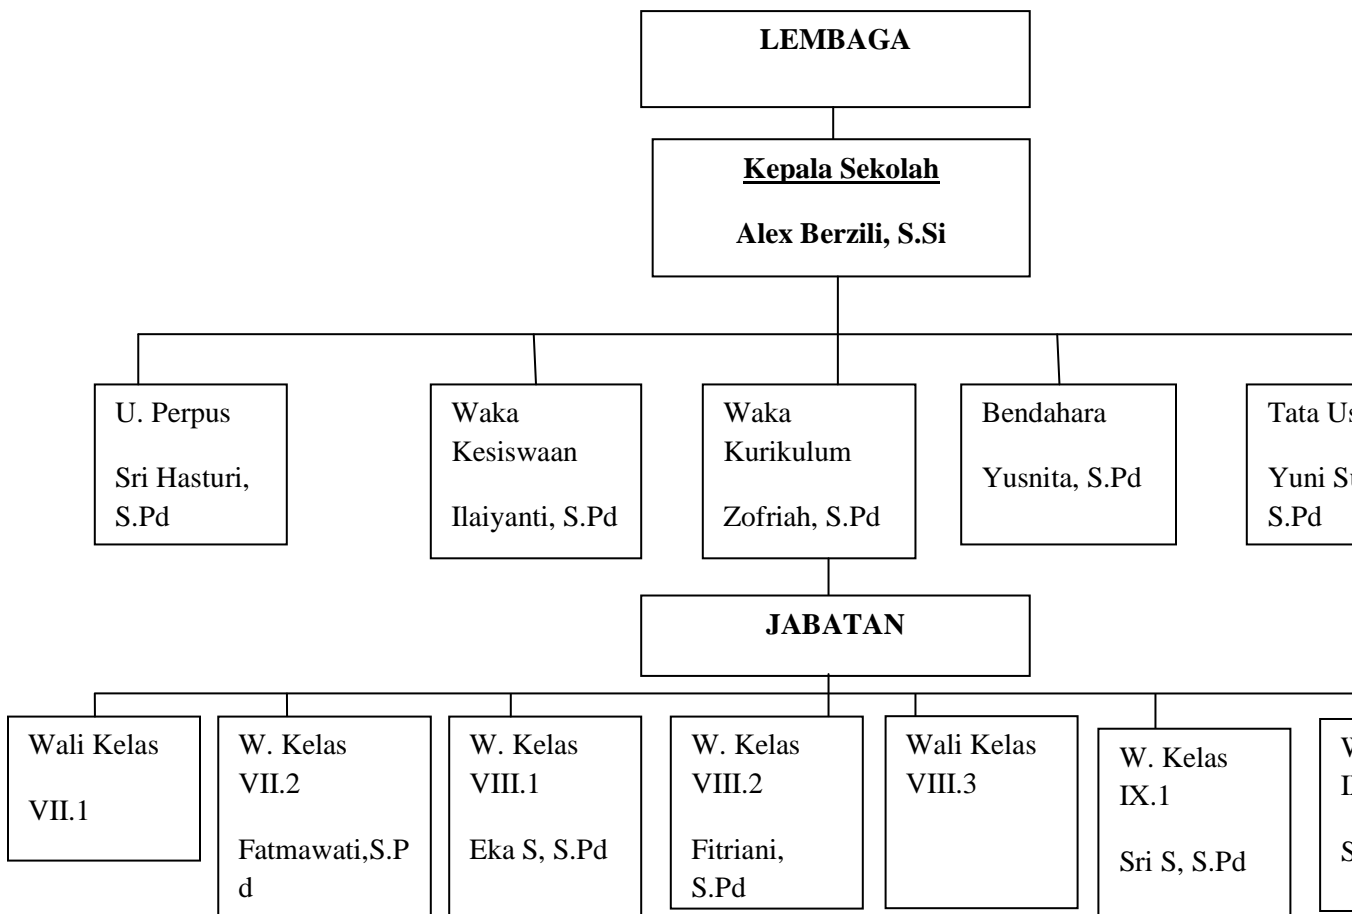 LEMBAGA
Kepala Sekolah
Alex Berzili, S.Si
U. Perpus
Sri Hasturi,
S.Pd
Waka
Kesiswaan
Ilaiyanti, S.Pd
Waka
Kurikulum
Zofriah, S.Pd
Bendahara
Yusnita, S.Pd
Tata
Yuni
S.Pd
JABATAN
Wali Kelas
VII.1
W. Kelas
VII.2
Fatmawati,S.P
d
W. Kelas
VIII.1
Eka S, S.Pd
W. Kelas
VIII.2
Fitriani,
S.Pd
Wali Kelas
VIII.3
W. Kelas
IX.1
Sri S, S.Pd